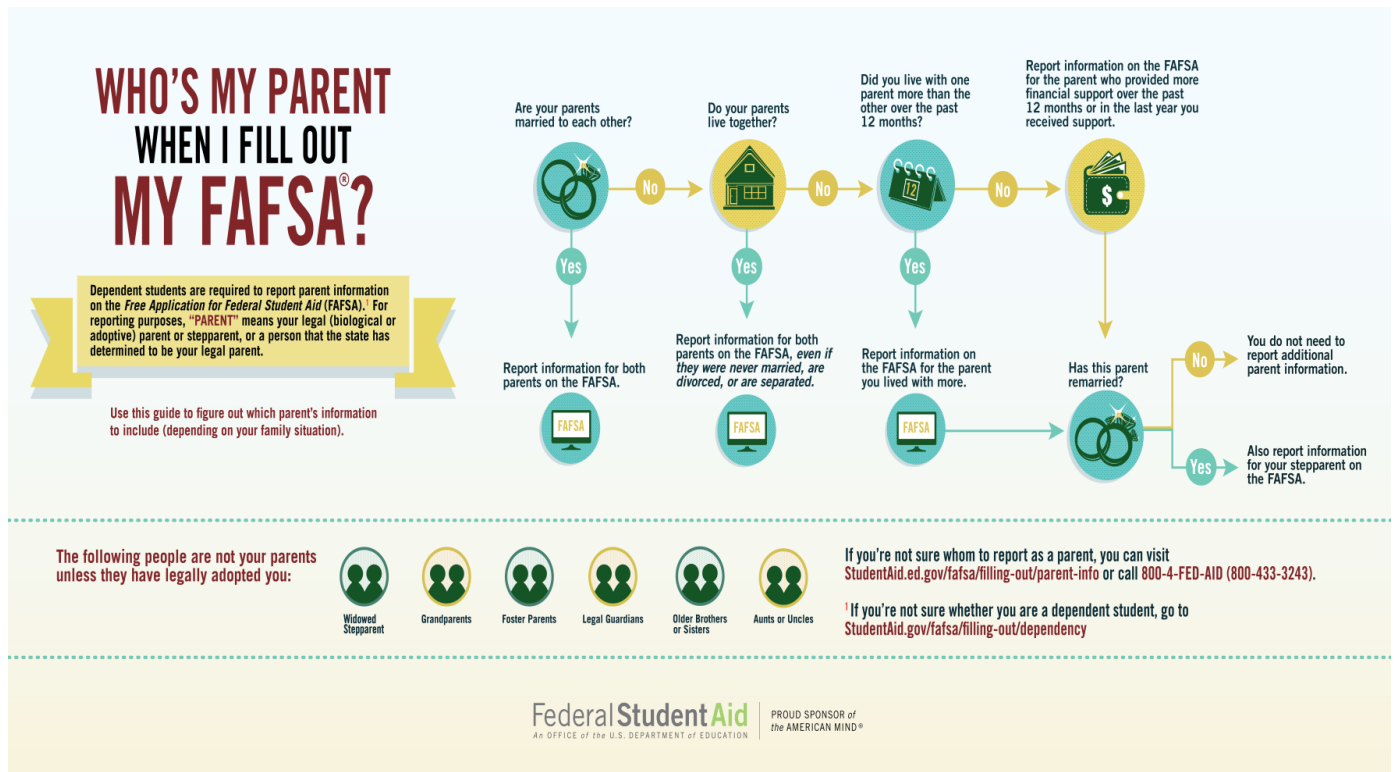 WHO'S MY PARENT
WHEN I FILL OUT
MY FAFSA®?
Dependent students are required to report parent information
on the Free Application for Federal Student Aid (FAFSA).¹ For
reporting purposes, "PARENT" means your legal (biological or
adoptive) parent or stepparent, or a person that the state has
determined to be your legal parent.
Use this guide to figure out which parent's information
to include (depending on your family situation).
Are your parents
married to each other?
No
Yes
Report information for both
parents on the FAFSA.
FAFSA
Do your parents
live together?
No
Yes
Report information for both
parents on the FAFSA, even if
they were never married, are
divorced, or are separated.
FAFSA
Did you live with one
parent more than the
other over the past
12 months?
12
No
Yes
Report information on
the FAFSA for the parent
you lived with more.
FAFSA
Report information on the FAFSA
for the parent who provided more
financial support over the past
12 months or in the last year you
received support.
$
Has this parent
remarried?
No
You do not need to
report additional
parent information.
Yes
Also report information
for your stepparent on
the FAFSA.
The following people are not your parents
unless they have legally adopted you:
Widowed
Stepparent
Grandparents
Foster Parents
Legal Guardians
Older Brothers
or Sisters
Aunts or Uncles
If you're not sure whom to report as a parent, you can visit
StudentAid.ed.gov/fafsa/filling-out/parent-info or call 800-4-FED-AID (800-433-3243).
¹ If you're not sure whether you are a dependent student, go to
StudentAid.gov/fafsa/filling-out/dependency
Federal Student Aid
An OFFICE of the U.S. DEPARTMENT of EDUCATION
PROUD SPONSOR of
the AMERICAN MIND®